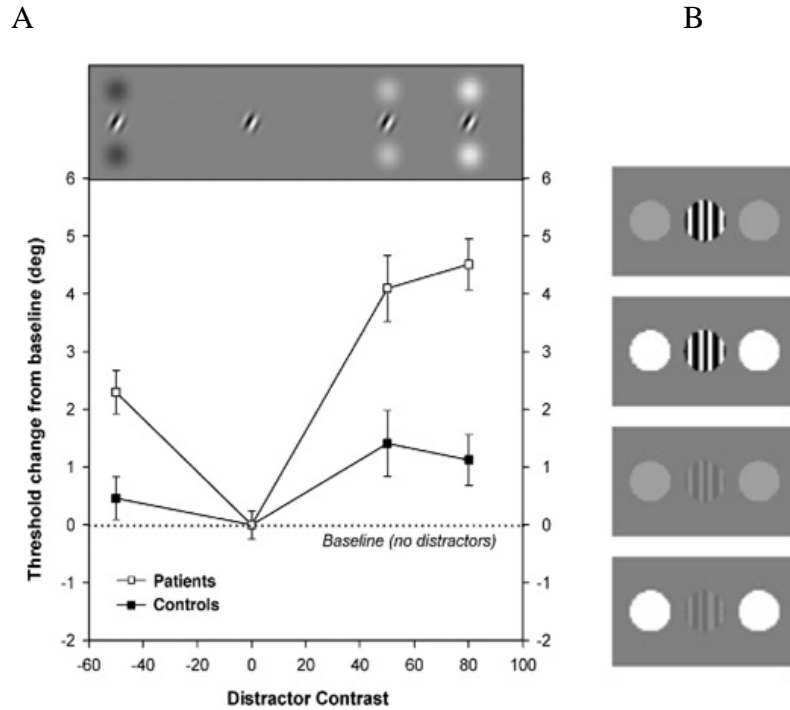 A B
6 6
5 5
4 4
3 3
2 2
1 1
0 0
-1 -1
-2 -2
Threshold change from baseline (deg)
Baseline (no distractors)
Patients
Controls
-60 -40 -20 0 20 40 60 80 100
Distractor Contrast